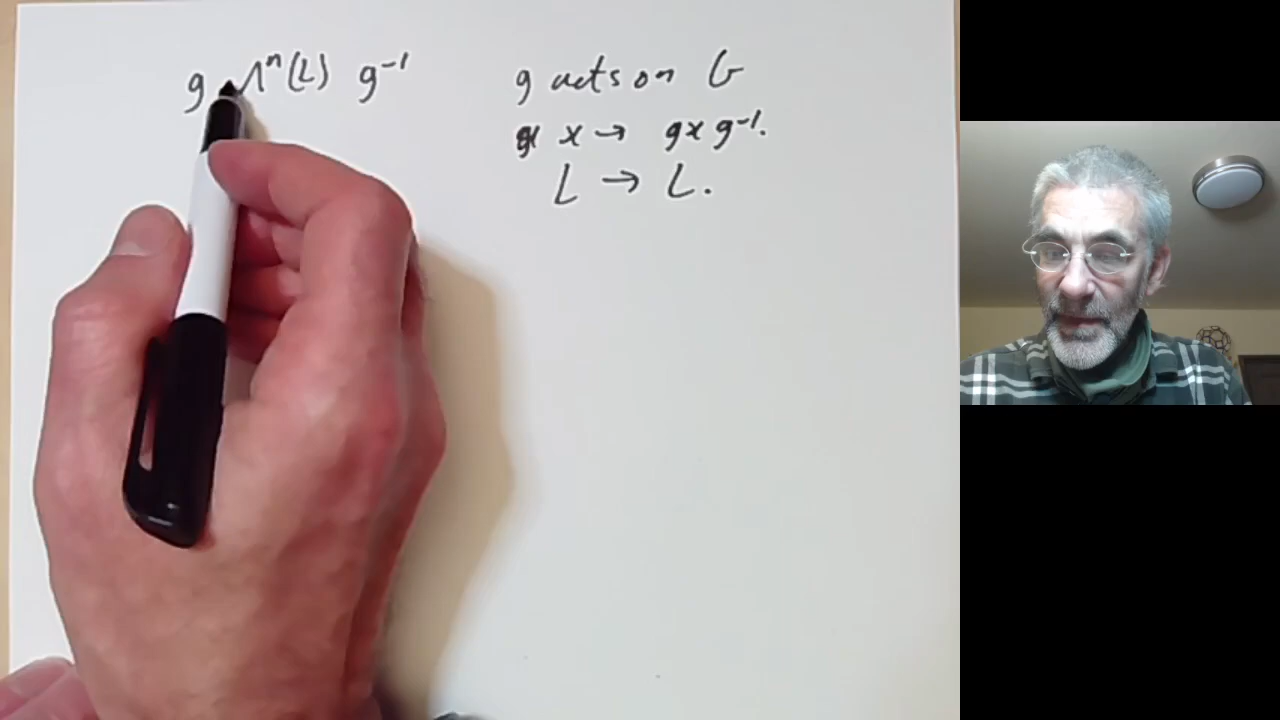 g Λⁿ(L) g⁻¹
g acts on G
x → gxg⁻¹.
L → L.